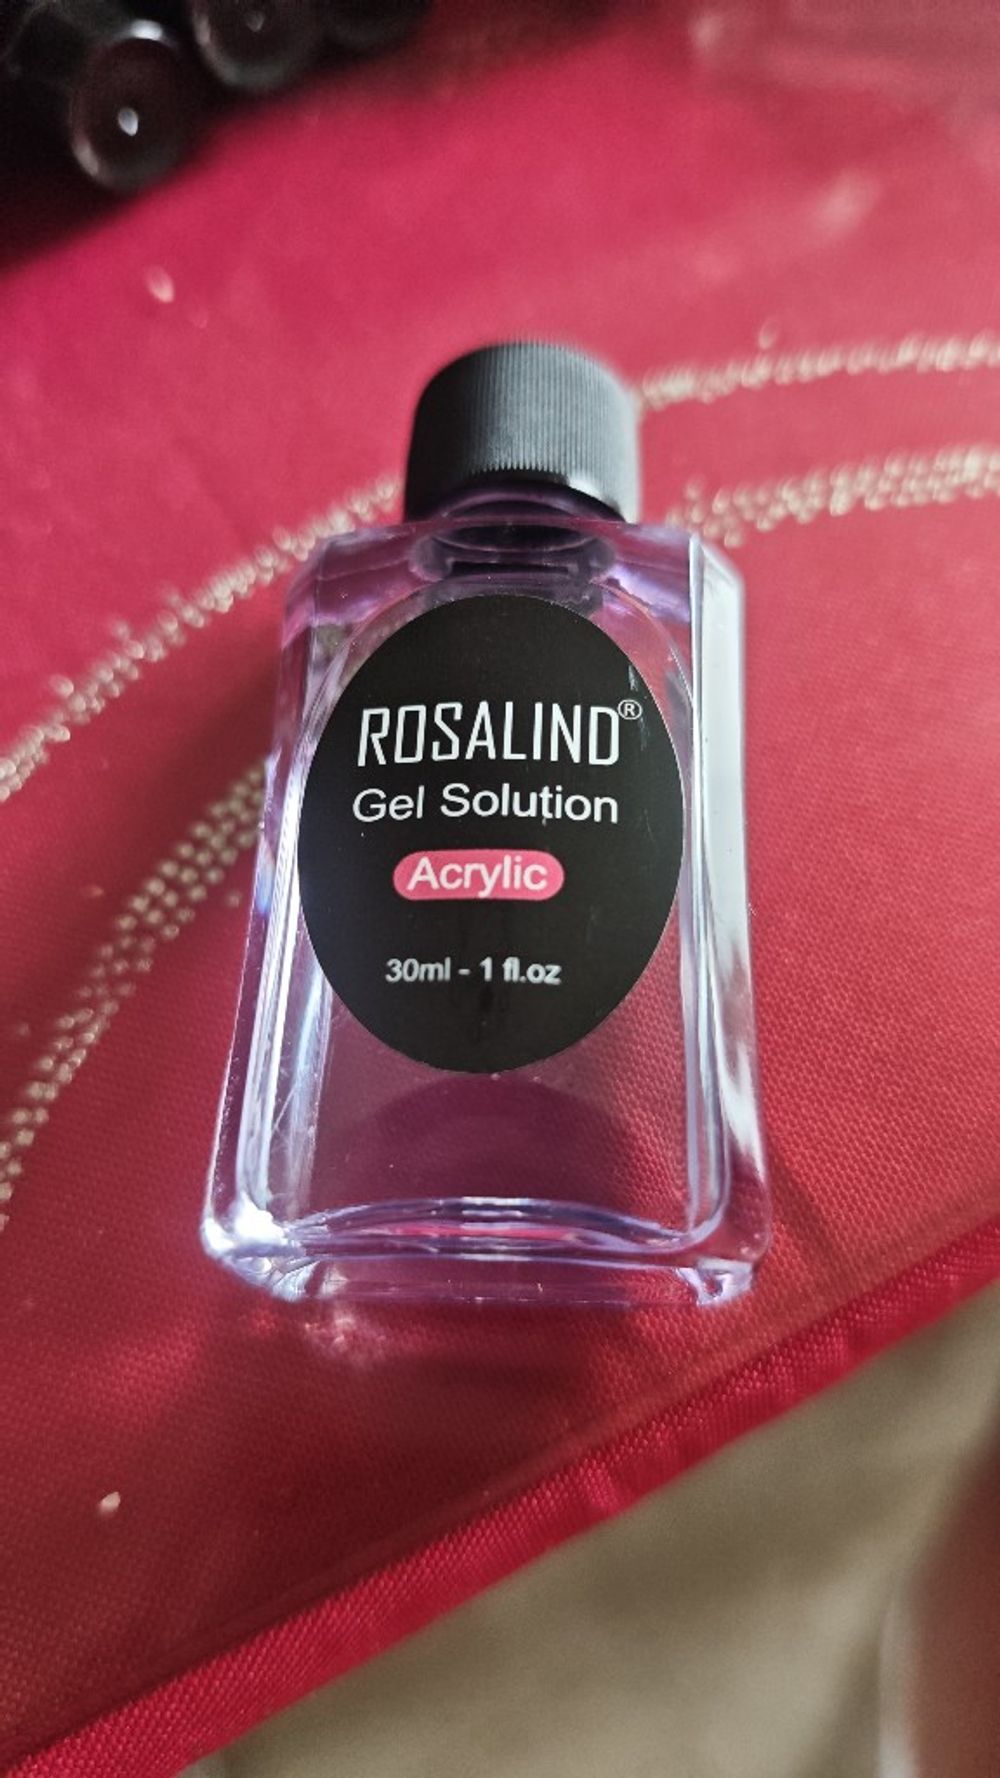 ROSALIND®
Gel Solution
Acrylic
30ml - 1 fl.oz